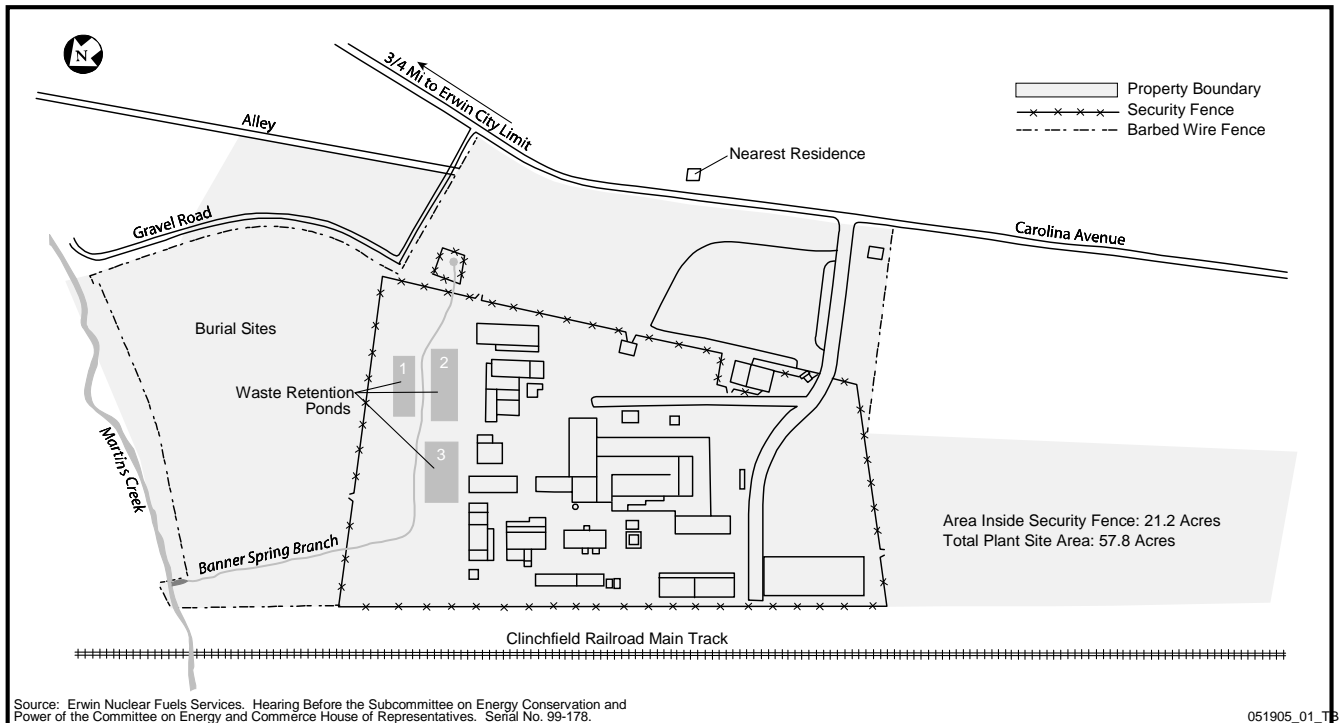 N
3/4 Mi to Erwin City Limit
Alley
Property Boundary
Security Fence
Barbed Wire Fence
Nearest Residence
Gravel Road
Carolina Avenue
Burial Sites
1
2
Waste Retention
Ponds
3
Martins Creek
Banner Spring Branch
Area Inside Security Fence: 21.2 Acres
Total Plant Site Area: 57.8 Acres
Clinchfield Railroad Main Track
Source: Erwin Nuclear Fuels Services. Hearing Before the Subcommittee on Energy Conservation and
Power of the Committee on Energy and Commerce House of Representatives. Serial No. 99-178.
051905_01_TB